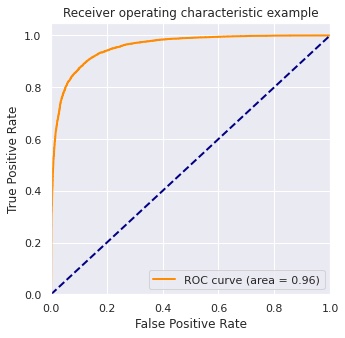 Receiver operating characteristic example
True Positive Rate
1.0
0.8
0.6
0.4
0.2
0.0
ROC curve (area = 0.96)
0.0 0.2 0.4 0.6 0.8 1.0
False Positive Rate